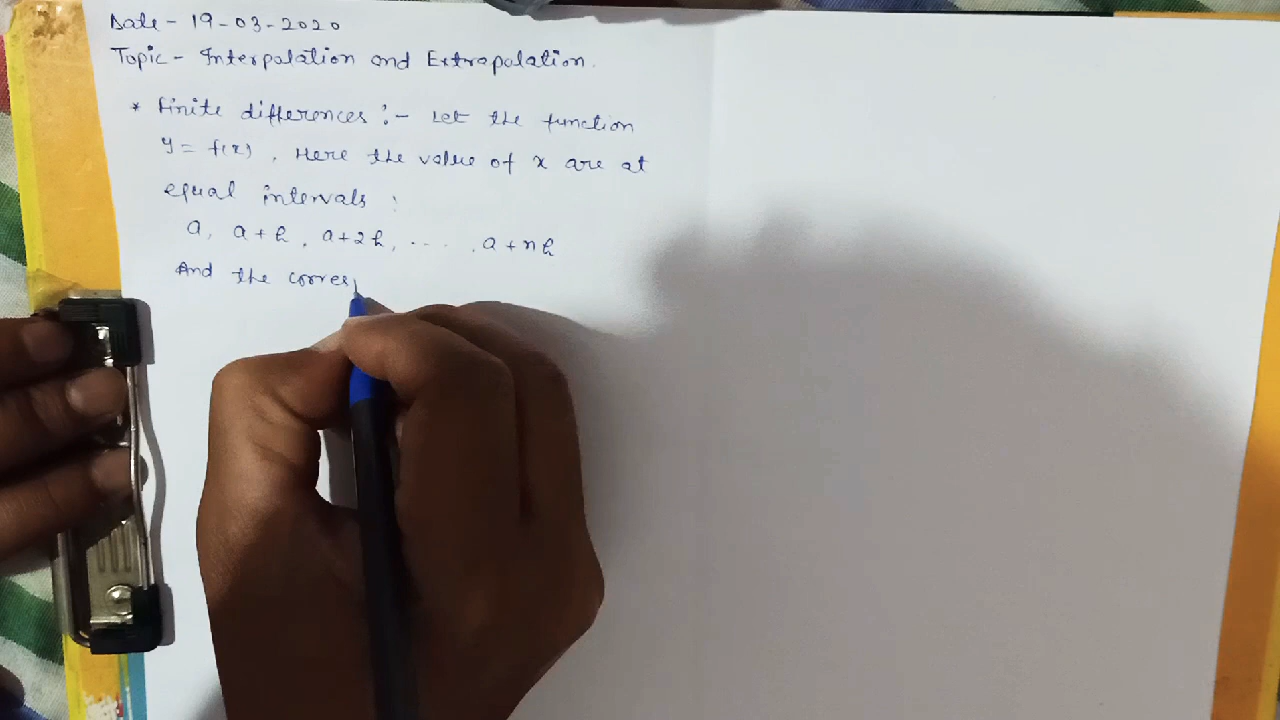 Date - 19-03-2020
Topic - Interpolation and Extrapolation.
* Finite differences :- Let the function
y = f(x), Here the value of x are at
equal intervals :
a, a+h, a+2h, ...., a+nh
And the corres